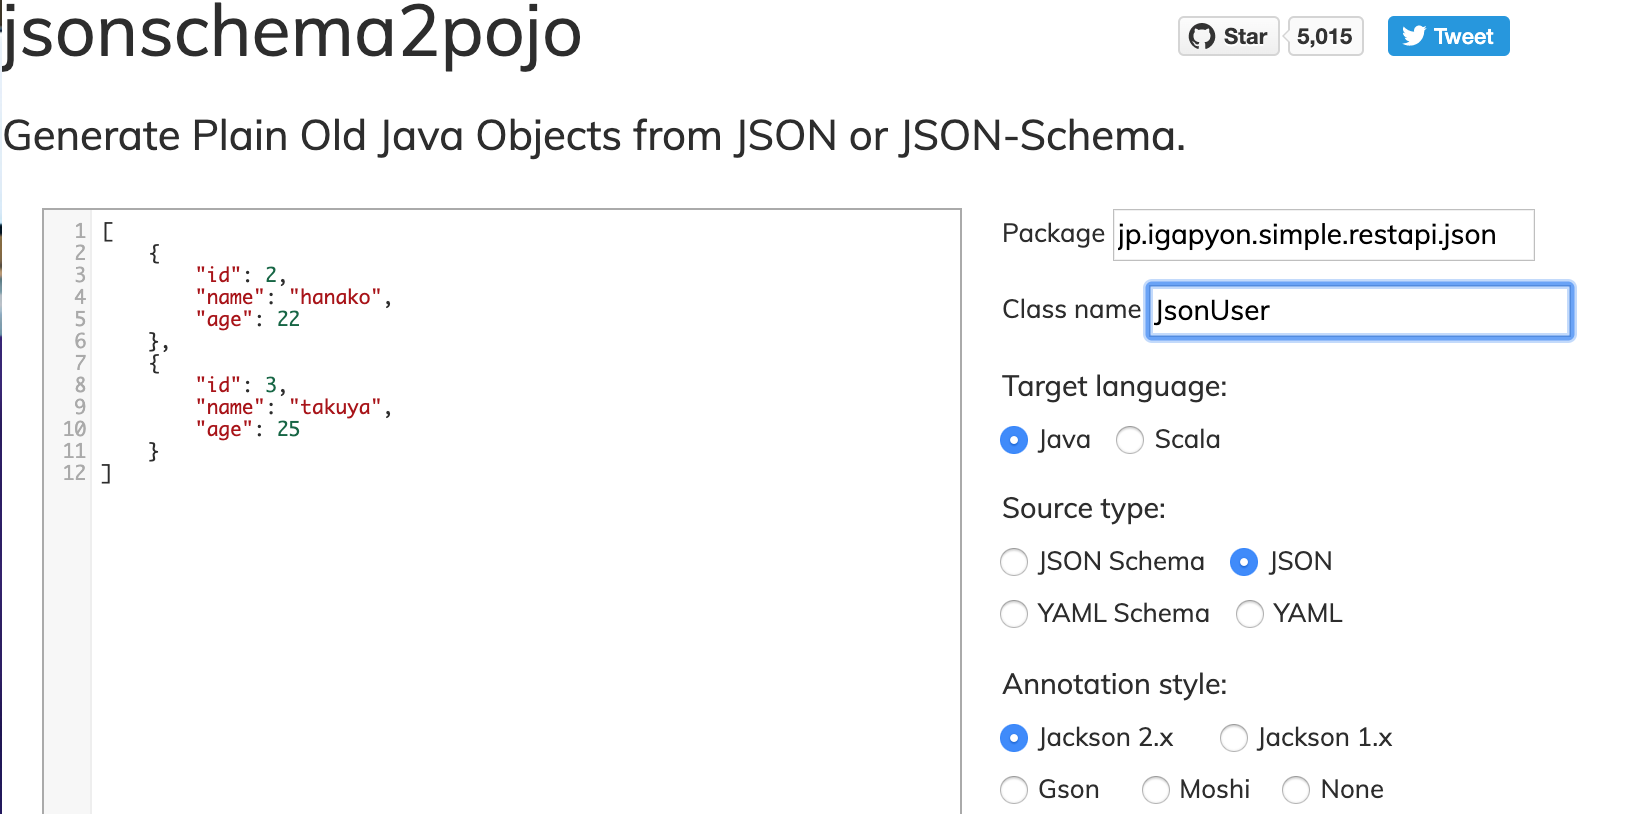 jsonschema2pojo
Star 5,015 Tweet
Generate Plain Old Java Objects from JSON or JSON-Schema.
1 [
2 {
3 "id": 2,
4 "name": "hanako",
5 "age": 22
6 },
7 {
8 "id": 3,
9 "name": "takuya",
10 "age": 25
11 }
12 ]
Package jp.igapyon.simple.restapi.json
Class name JsonUser
Target language:
Java Scala
Source type:
JSON Schema JSON
YAML Schema YAML
Annotation style:
Jackson 2.x Jackson 1.x
Gson Moshi None